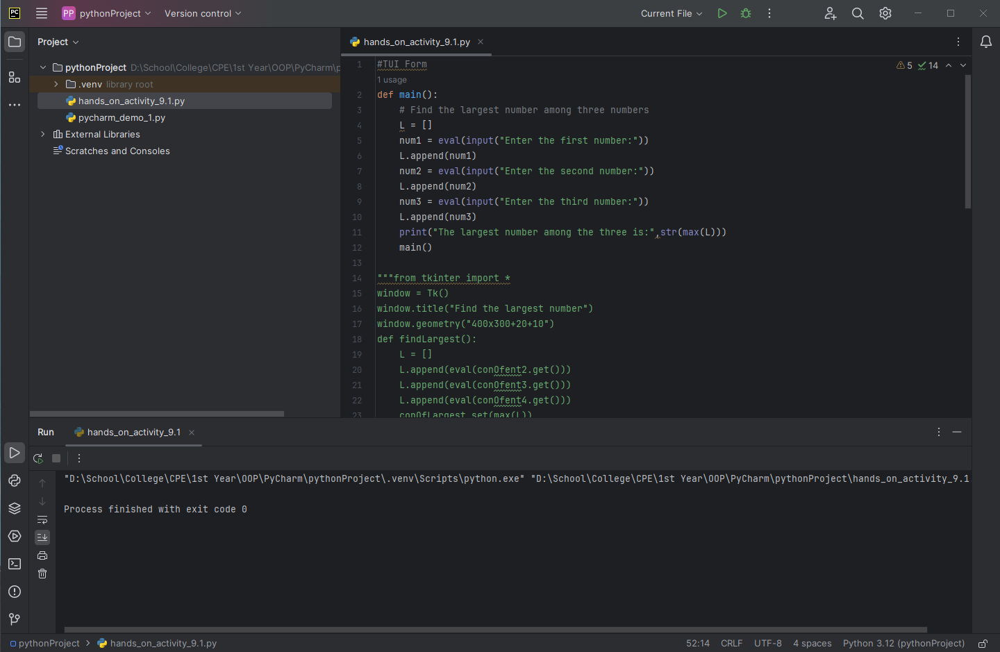 PC
PP pythonProject
Version control
Current File
Project
hands_on_activity_9.1.py
pythonProject D:\School\College\CPE\1st Year\OOP\PyCharm\p
.venv library root
hands_on_activity_9.1.py
pycharm_demo_1.py
External Libraries
Scratches and Consoles
5 14
1 #TUI Form
1 usage
2 def main():
3     # Find the largest number among three numbers
4     L = []
5     num1 = eval(input("Enter the first number:"))
6     L.append(num1)
7     num2 = eval(input("Enter the second number:"))
8     L.append(num2)
9     num3 = eval(input("Enter the third number:"))
10     L.append(num3)
11     print("The largest number among the three is:",str(max(L)))
12     main()
13
14 """from tkinter import *
15 window = Tk()
16 window.title("Find the largest number")
17 window.geometry("400x300+20+10")
18 def findLargest():
19     L = []
20     L.append(eval(conOfent2.get()))
21     L.append(eval(conOfent3.get()))
22     L.append(eval(conOfent4.get()))
23     conOfLargest.set(max(L))
Run hands_on_activity_9.1
"D:\School\College\CPE\1st Year\OOP\PyCharm\pythonProject\.venv\Scripts\python.exe" "D:\School\College\CPE\1st Year\OOP\PyCharm\pythonProject\hands_on_activity_9.1
Process finished with exit code 0
pythonProject > hands_on_activity_9.1.py
52:14 CRLF UTF-8 4 spaces Python 3.12 (pythonProject)